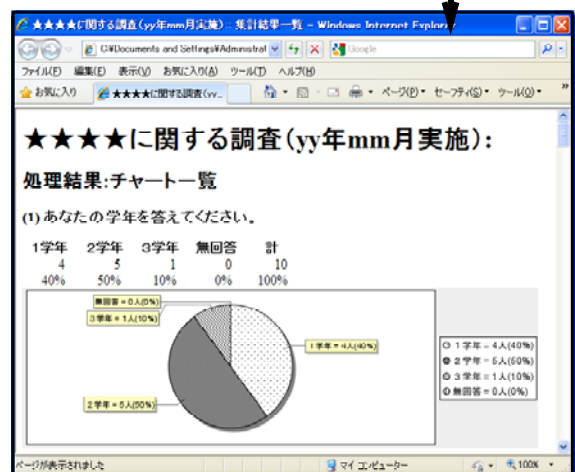 ★★★★に関する調査(yy年mm月実施): 集計結果一覧 - Windows Internet Explorer
C:¥Documents and Settings¥Administrat
Google
ファイル(F) 編集(E) 表示(V) お気に入り(A) ツール(T) ヘルプ(H)
お気に入り ★★★★に関する調査(yy... ページ(P) セーフティ(S) ツール(O) »
★★★★に関する調査(yy年mm月実施):
処理結果:チャート一覧
(1) あなたの学年を答えてください。
1学年 2学年 3学年 無回答 計
4 5 1 0 10
40% 50% 10% 0% 100%
無回答 = 0人(0%)
3学年 = 1人(10%)
1学年 = 4人(40%)
2学年 = 5人(50%)
1学年 = 4人(40%)
2学年 = 5人(50%)
3学年 = 1人(10%)
無回答 = 0人(0%)
ページが表示されました マイ コンピューター 100%